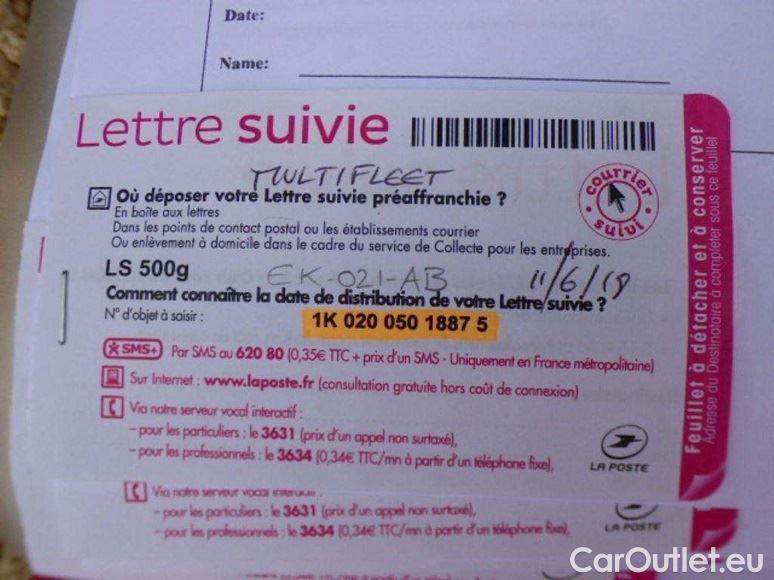 Date:
Name:
Lettre suivie
MULTIFLEET
Où déposer votre Lettre suivie préaffranchie ?
En boîte aux lettres
Dans les points de contact postal ou les établissements courrier
Ou enlèvement à domicile dans le cadre du service de Collecte pour les entreprises.
courrier suivi
LS 500g
EK-021-AB 11/6/18
Comment connaître la date de distribution de votre Lettre suivie ?
N° d'objet à saisir : 1K 020 050 1887 5
SMS+ Par SMS au 620 80 (0,35€ TTC + prix d'un SMS - Uniquement en France métropolitaine)
Sur Internet : www.laposte.fr (consultation gratuite hors coût de connexion)
Via notre serveur vocal interactif :
– pour les particuliers : le 3631 (prix d'un appel non surtaxé),
– pour les professionnels : le 3634 (0,34€ TTC/mn à partir d'un téléphone fixe),
LA POSTE
Feuillet à détacher et à conserver
Adresse du Destinataire à compléter sous ce feuillet
Via notre serveur vocal interactif :
– pour les particuliers : le 3631 (prix d'un appel non surtaxé),
– pour les professionnels : le 3634 (0,34€ TTC/mn à partir d'un téléphone fixe),
LA POSTE
CarOutlet.eu